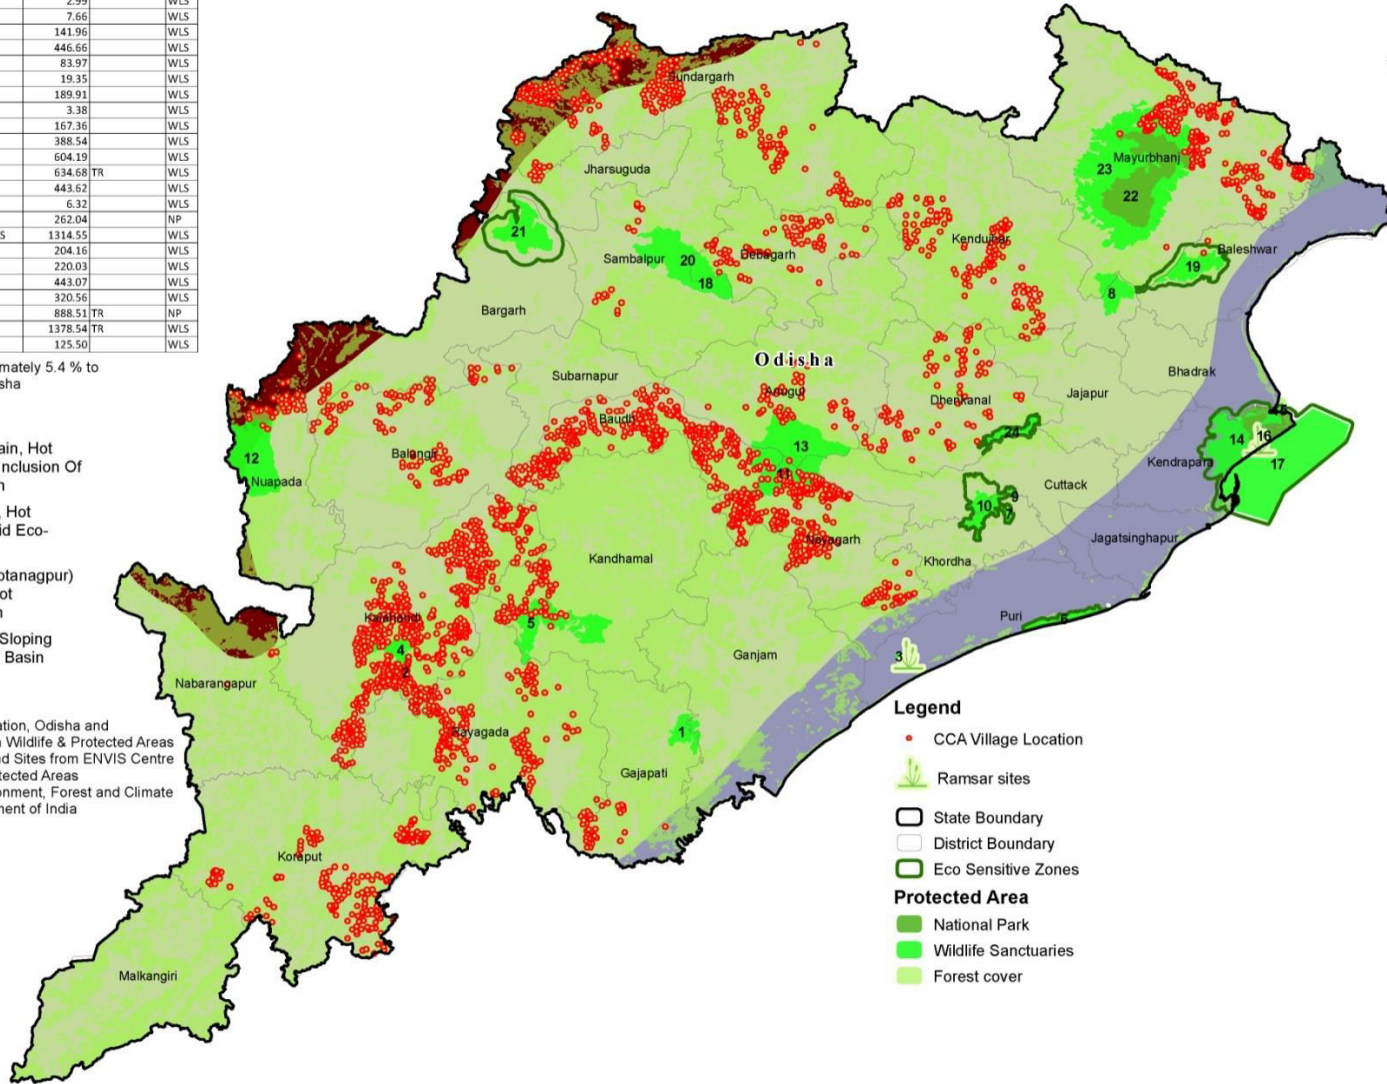 2.99 WLS
7.66 WLS
141.96 WLS
446.66 WLS
83.97 WLS
19.35 WLS
189.91 WLS
3.38 WLS
167.36 WLS
388.54 WLS
604.19 WLS
634.68 TR WLS
443.62 WLS
6.32 WLS
262.04 NP
S 1314.55 WLS
204.16 WLS
220.03 WLS
443.07 WLS
320.56 WLS
888.51 TR NP
1378.54 TR WLS
125.50 WLS
mately 5.4 % to
sha
ain, Hot
nclusion Of
n
, Hot
id Eco-
otanagpur)
ot
n
Sloping
Basin
ation, Odisha and
n Wildlife & Protected Areas
nd Sites from ENVIS Centre
tected Areas
onment, Forest and Climate
ment of India
Sundargarh
Jharsuguda
Mayurbhanj
23
22
21
Sambalpur
20
18
Debagarh
Kendujhar
Baleshwar
19
8
Bargarh
Odisha
Subarnapur
Anugul
Dhenkanal
Jajapur
Bhadrak
Baudh
Balangir
12
Nuapada
13
11
24
14
16
17
Kendrapara
Cuttack
10
9
7
Nayagarh
Jagatsinghapur
Kandhamal
Khordha
Kalahandi
5
4
2
Puri
6
3
Ganjam
Nabarangapur
Rayagada
1
Gajapati
Koraput
Malkangiri
Legend
CCA Village Location
Ramsar sites
State Boundary
District Boundary
Eco Sensitive Zones
Protected Area
National Park
Wildlife Sanctuaries
Forest cover